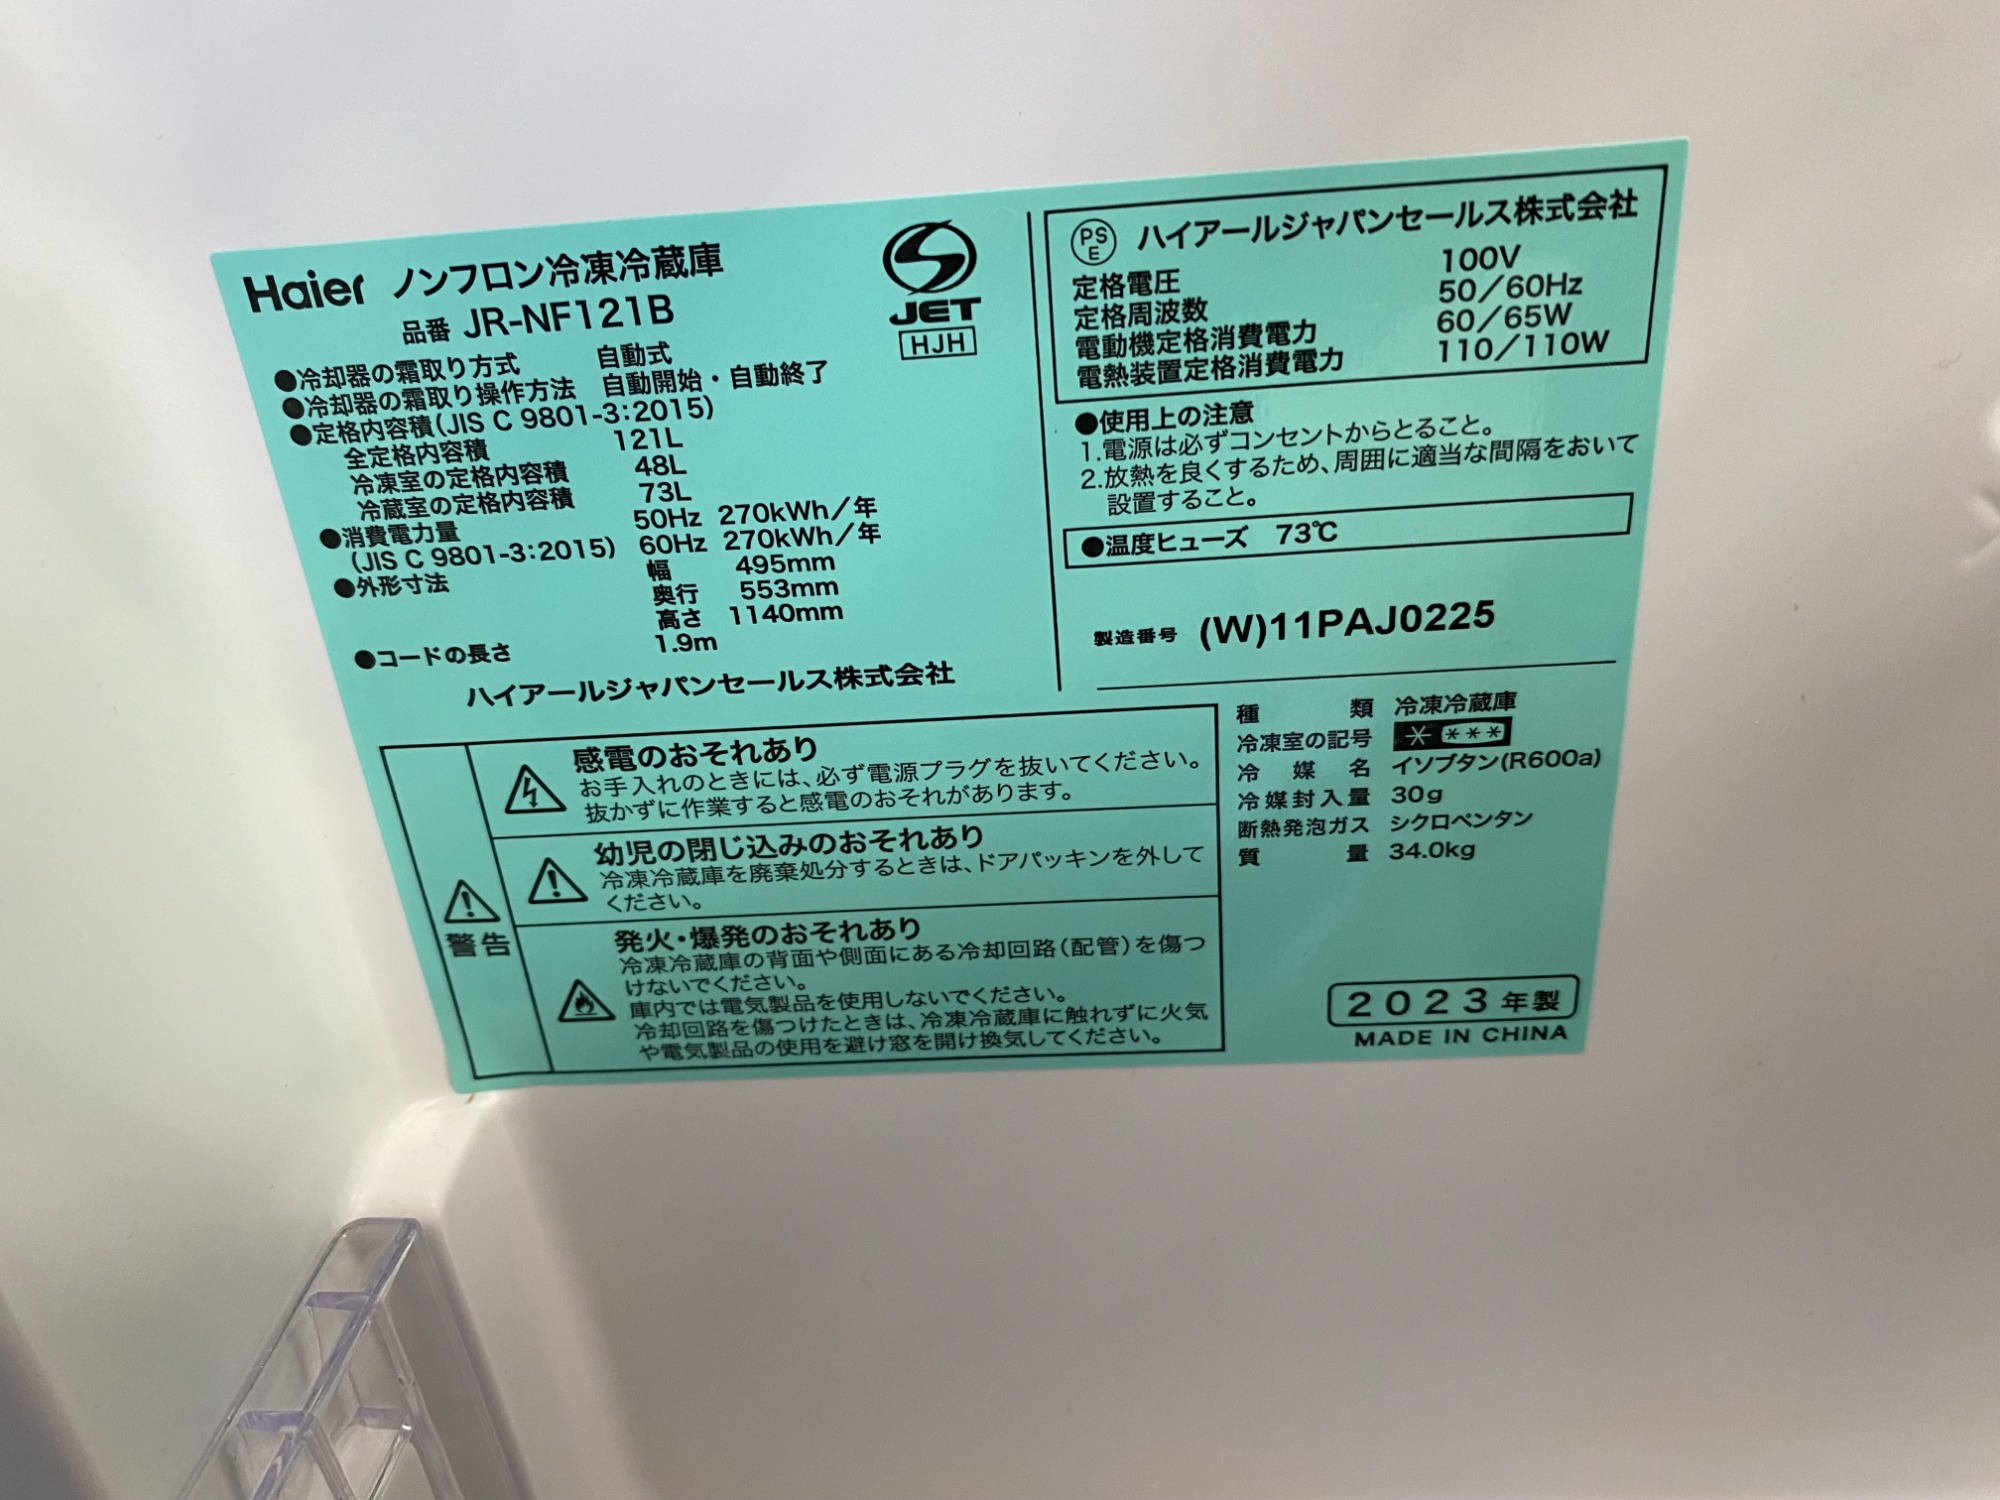 Haier ノンフロン冷凍冷蔵庫
品番 JR-NF121B
●冷却器の霜取り方式 自動式
●冷却器の霜取り操作方法 自動開始・自動終了
●定格内容積(JIS C 9801-3:2015)
全定格内容積 121L
冷凍室の定格内容積 48L
冷蔵室の定格内容積 73L
●消費電力量 50Hz 270kWh/年
(JIS C 9801-3:2015) 60Hz 270kWh/年
●外形寸法 幅 495mm
奥行 553mm
高さ 1140mm
●コードの長さ 1.9m
ハイアールジャパンセールス株式会社
JET
HJH
PS
E
ハイアールジャパンセールス株式会社
定格電圧 100V
定格周波数 50/60Hz
電動機定格消費電力 60/65W
電熱装置定格消費電力 110/110W
●使用上の注意
1.電源は必ずコンセントからとること。
2.放熱を良くするため、周囲に適当な間隔をおいて
設置すること。
●温度ヒューズ 73℃
製造番号 (W)11PAJ0225
警告
感電のおそれあり
お手入れのときには、必ず電源プラグを抜いてください。
抜かずに作業すると感電のおそれがあります。
幼児の閉じ込みのおそれあり
冷凍冷蔵庫を廃棄処分するときは、ドアパッキンを外して
ください。
発火・爆発のおそれあり
冷凍冷蔵庫の背面や側面にある冷却回路(配管)を傷つ
けないでください。
庫内では電気製品を使用しないでください。
冷却回路を傷つけたときは、冷凍冷蔵庫に触れずに火気
や電気製品の使用を避け窓を開け換気してください。
種類 冷凍冷蔵庫
冷凍室の記号 * ***
冷媒名 イソブタン(R600a)
冷媒封入量 30g
断熱発泡ガス シクロペンタン
質量 34.0kg
2023年製
MADE IN CHINA